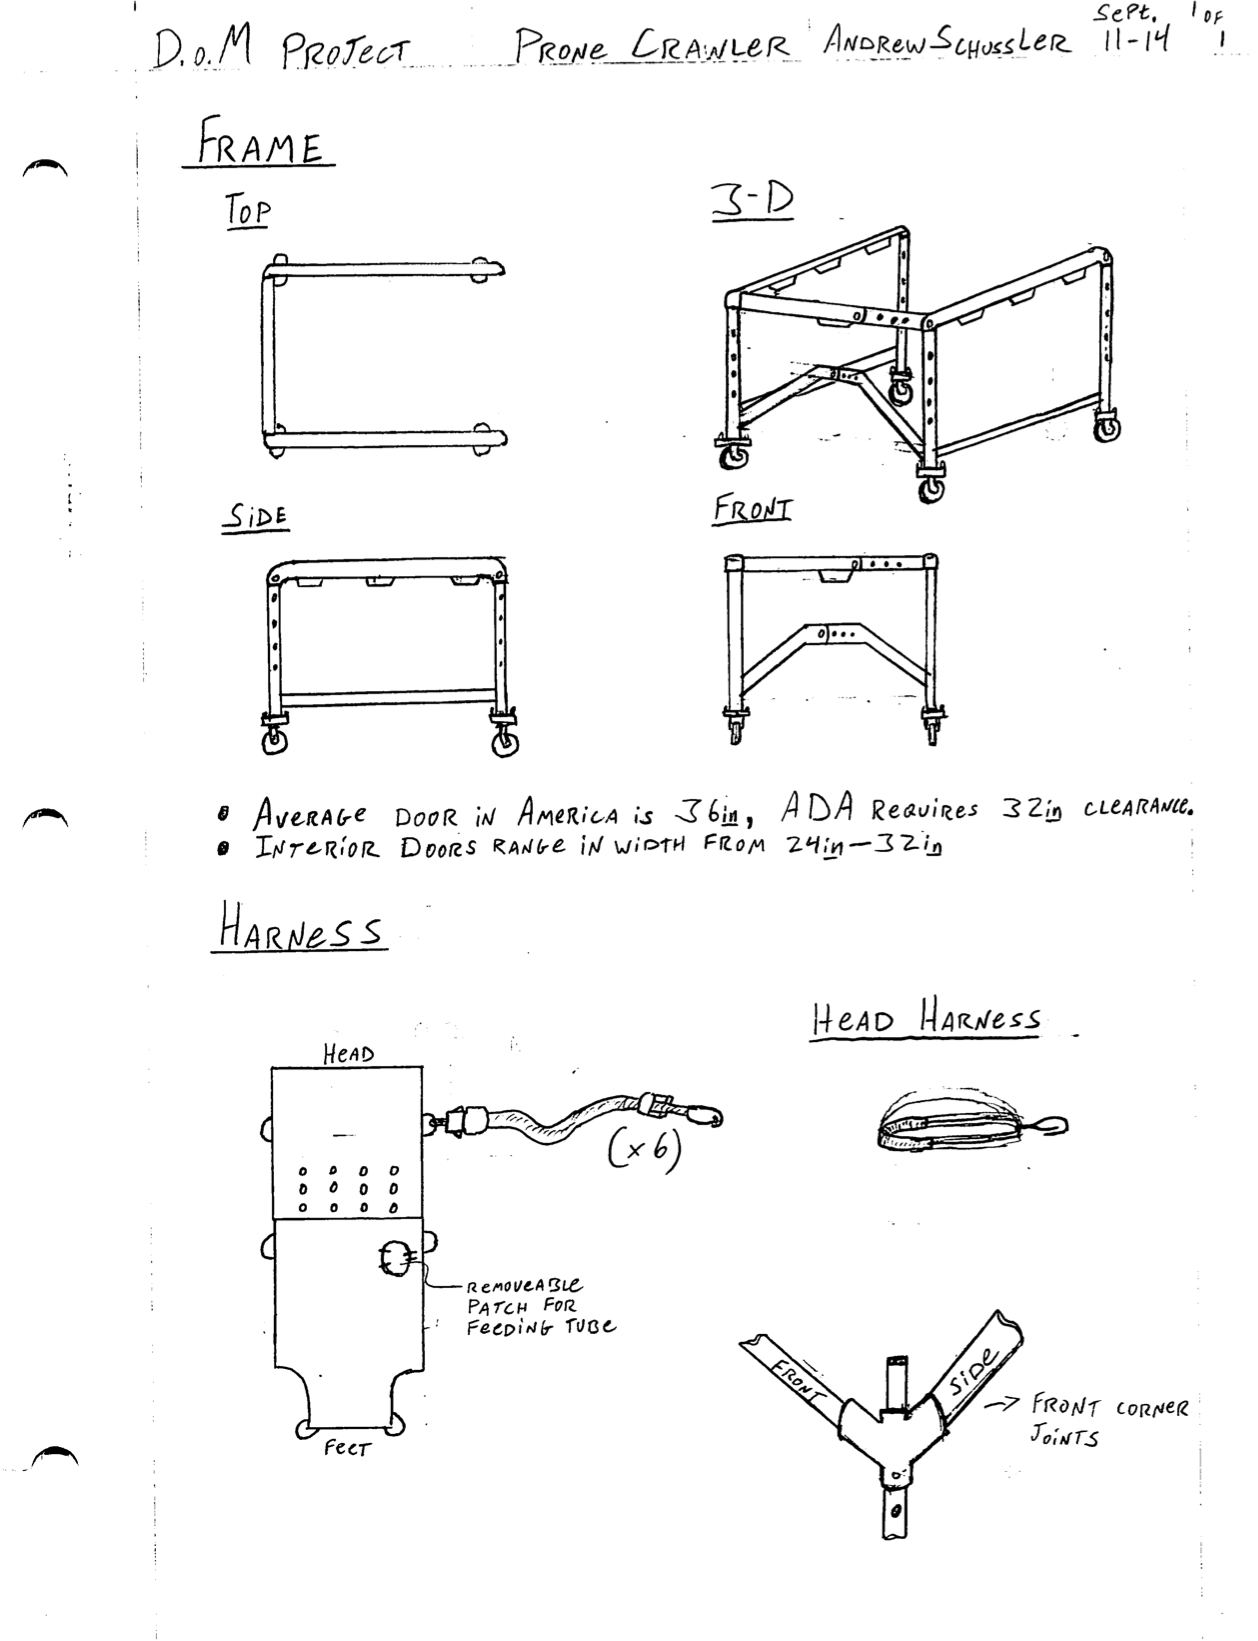 D.o.M Project Prone Crawler Andrew Schussler Sept. 11-14 1 of 1
Frame
Top
3-D
Side
Front
• Average door in America is 36in, ADA requires 32in clearance.
• Interior doors range in width from 24in-32in
Harness
Head Harness
Head
(x6)
Removeable
patch for
feeding tube
Feet
Front
Side
→ Front corner
joints